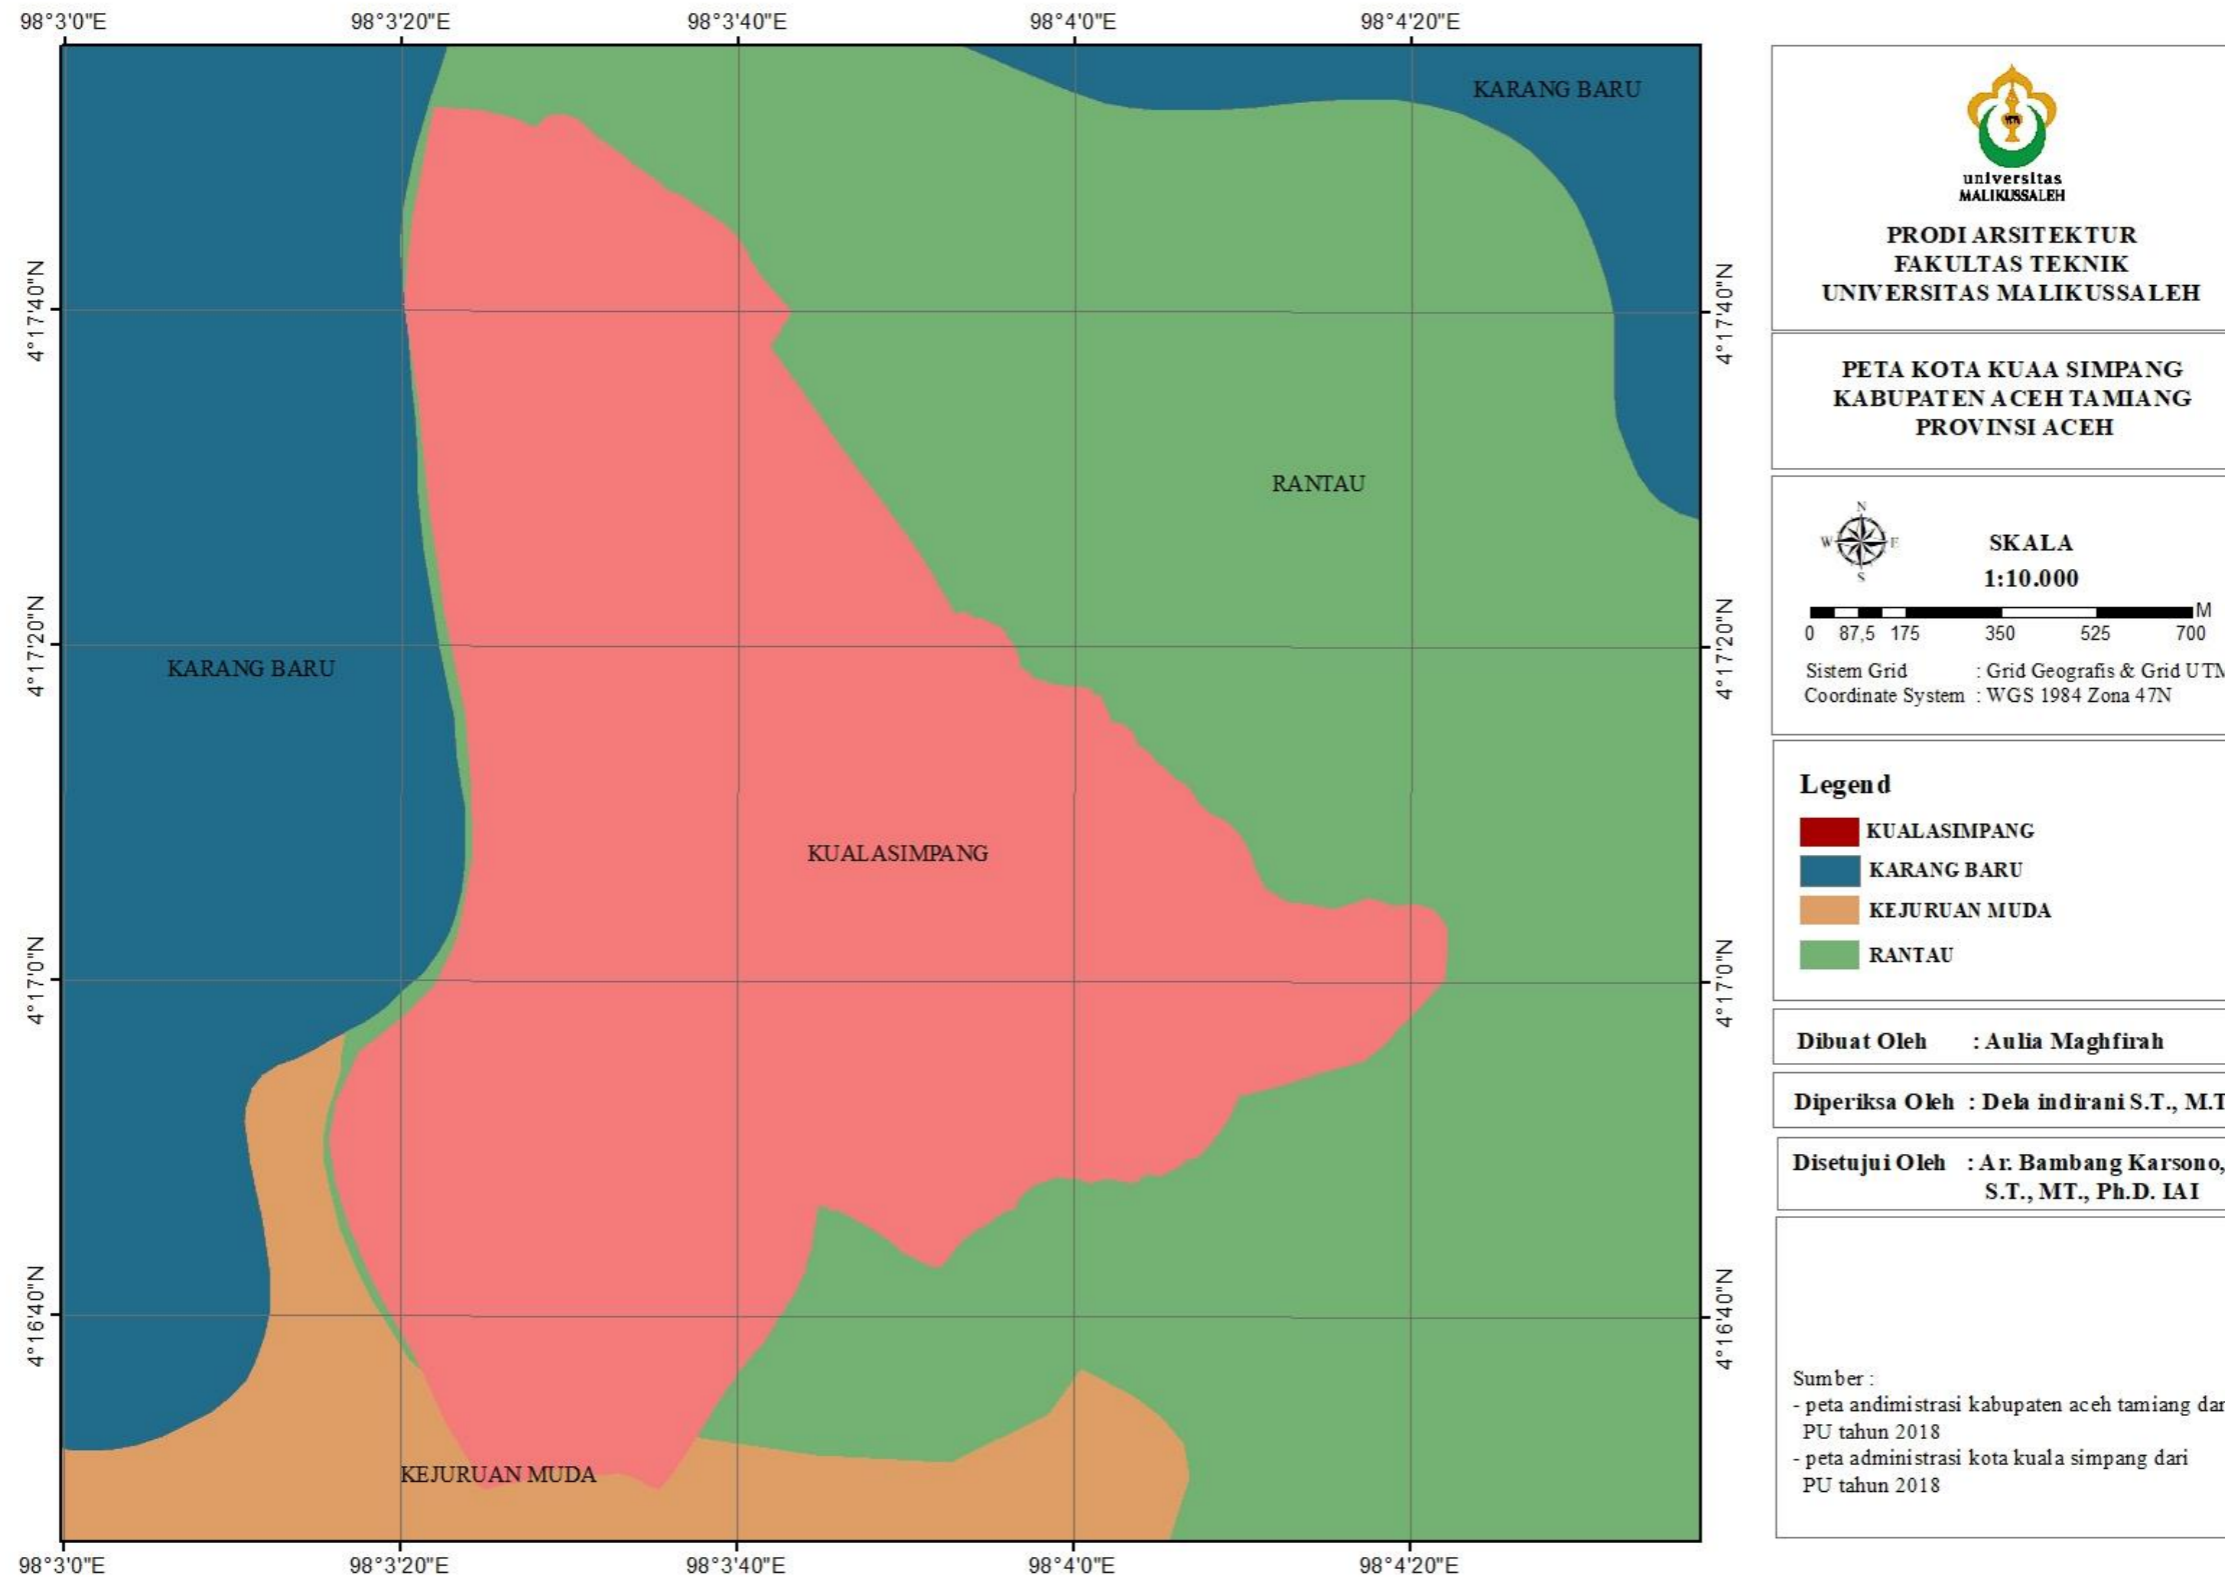 98°3'0"E 98°3'20"E 98°3'40"E 98°4'0"E 98°4'20"E
4°17'40"N
4°17'20"N
4°17'0"N
4°16'40"N
KARANG BARU
RANTAU
KARANG BARU
KUALASIMPANG
KEJURUAN MUDA
4°17'40"N
4°17'20"N
4°17'0"N
4°16'40"N
98°3'0"E 98°3'20"E 98°3'40"E 98°4'0"E 98°4'20"E
universitas
MALIKUSSALEH
PRODI ARSITEKTUR
FAKULTAS TEKNIK
UNIVERSITAS MALIKUSSALEH
PETA KOTA KUAA SIMPANG
KABUPATEN ACEH TAMIANG
PROVINSI ACEH
N
W E
S
SKALA
1:10.000
M
0 87,5 175 350 525 700
Sistem Grid : Grid Geografis & Grid UTM
Coordinate System : WGS 1984 Zona 47N
Legend
KUALASIMPANG
KARANG BARU
KEJURUAN MUDA
RANTAU
Dibuat Oleh : Aulia Maghfirah
Diperiksa Oleh : Dela indirani S.T., M.T
Disetujui Oleh : Ar. Bambang Karsono,
S.T., MT., Ph.D. IAI
Sumber :
- peta andimistrasi kabupaten aceh tamiang dar
PU tahun 2018
- peta administrasi kota kuala simpang dari
PU tahun 2018